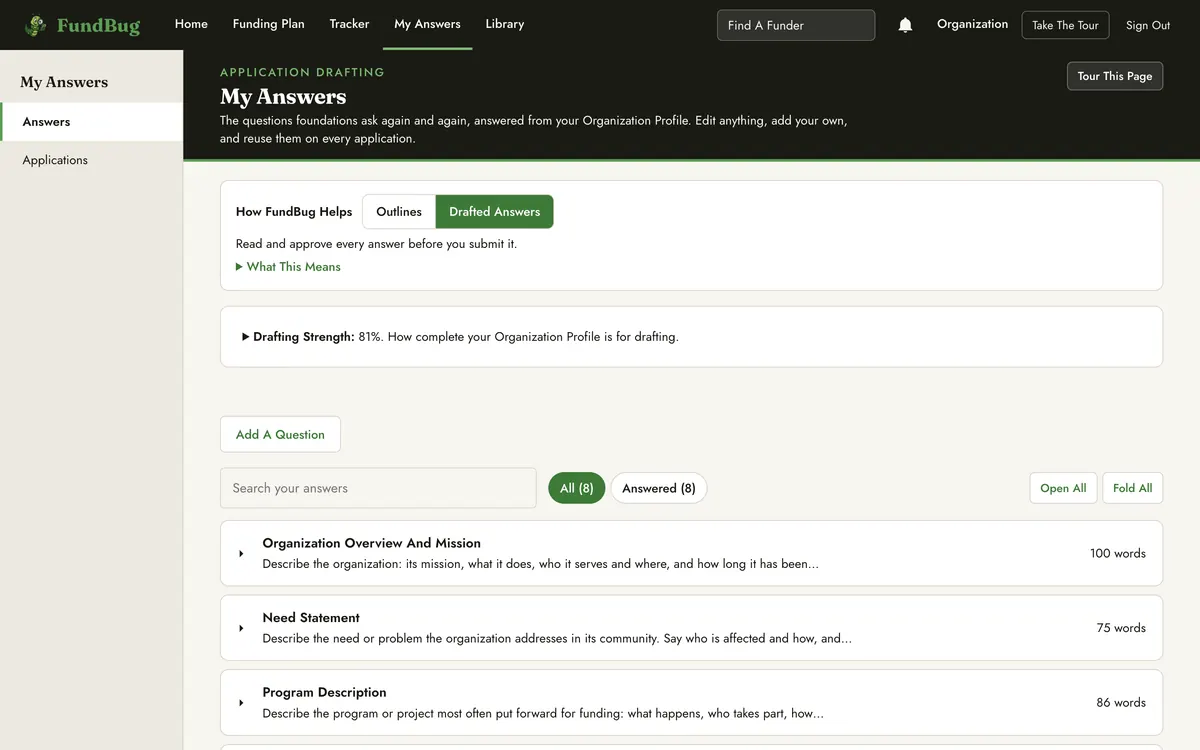 FundBug
Home
Funding Plan
Tracker
My Answers
Library
Find A Funder
Organization
Take The Tour
Sign Out
My Answers
Answers
Applications
APPLICATION DRAFTING
My Answers
The questions foundations ask again and again, answered from your Organization Profile. Edit anything, add your own,
and reuse them on every application.
Tour This Page
How FundBug Helps
Outlines
Drafted Answers
Read and approve every answer before you submit it.
What This Means
Drafting Strength: 81%. How complete your Organization Profile is for drafting.
Add A Question
Search your answers
All (8)
Answered (8)
Open All
Fold All
Organization Overview And Mission
Describe the organization: its mission, what it does, who it serves and where, and how long it has been...
100 words
Need Statement
Describe the need or problem the organization addresses in its community. Say who is affected and how, and...
75 words
Program Description
Describe the program or project most often put forward for funding: what happens, who takes part, how...
86 words